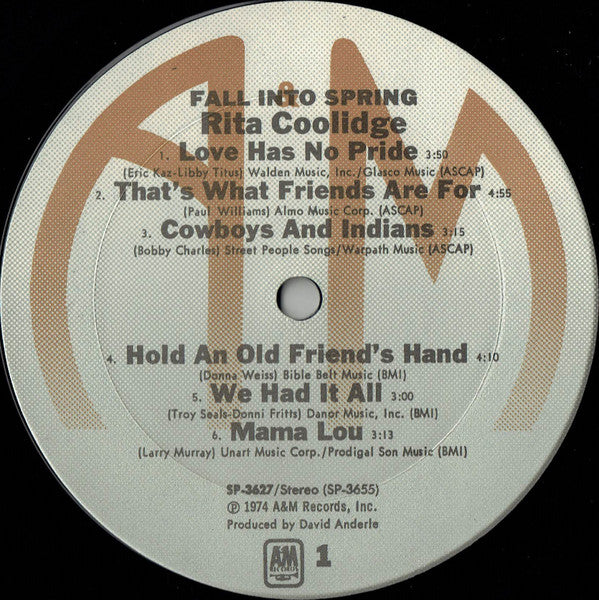 A&M
FALL INTO SPRING
Rita Coolidge
1. Love Has No Pride 3:50
(Eric Kaz-Libby Titus) Walden Music, Inc./Glasco Music (ASCAP)
2. That's What Friends Are For 4:55
(Paul Williams) Almo Music Corp. (ASCAP)
3. Cowboys And Indians 3:15
(Bobby Charles) Street People Songs/Warpath Music (ASCAP)
4. Hold An Old Friend's Hand 4:10
(Donna Weiss) Bible Belt Music (BMI)
5. We Had It All 3:00
(Troy Seals-Donni Fritts) Danor Music, Inc. (BMI)
6. Mama Lou 3:13
(Larry Murray) Unart Music Corp./Prodigal Son Music (BMI)
SP-3627/Stereo (SP-3655)
℗ 1974 A&M Records, Inc.
Produced by David Anderle
A&M
RECORDS
1